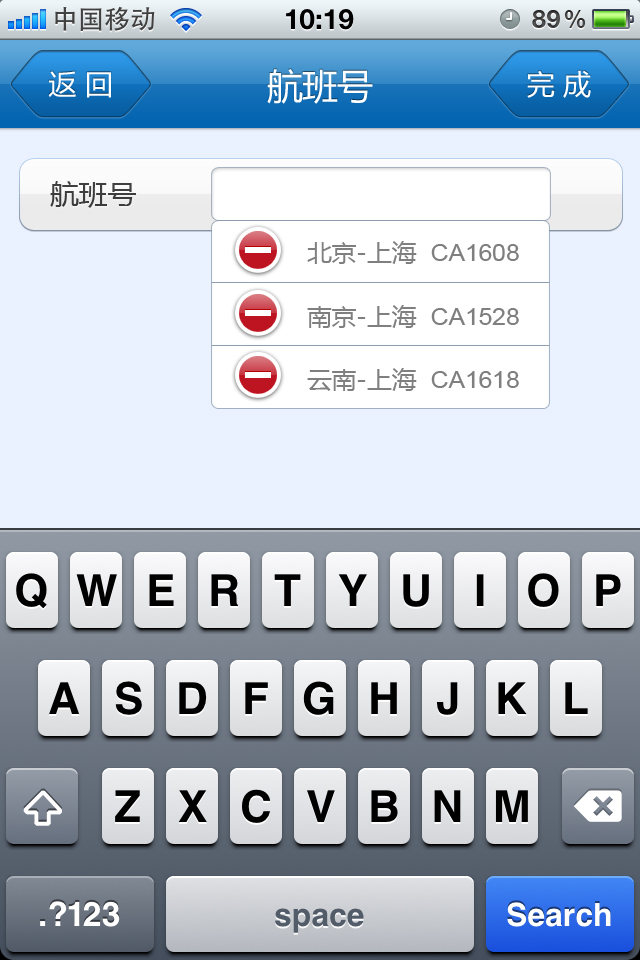 中国移动 10:19 89%
返回 航班号 完成
航班号
北京-上海 CA1608
南京-上海 CA1528
云南-上海 CA1618
Q W E R T Y U I O P
A S D F G H J K L
Z X C V B N M
.?123 space Search